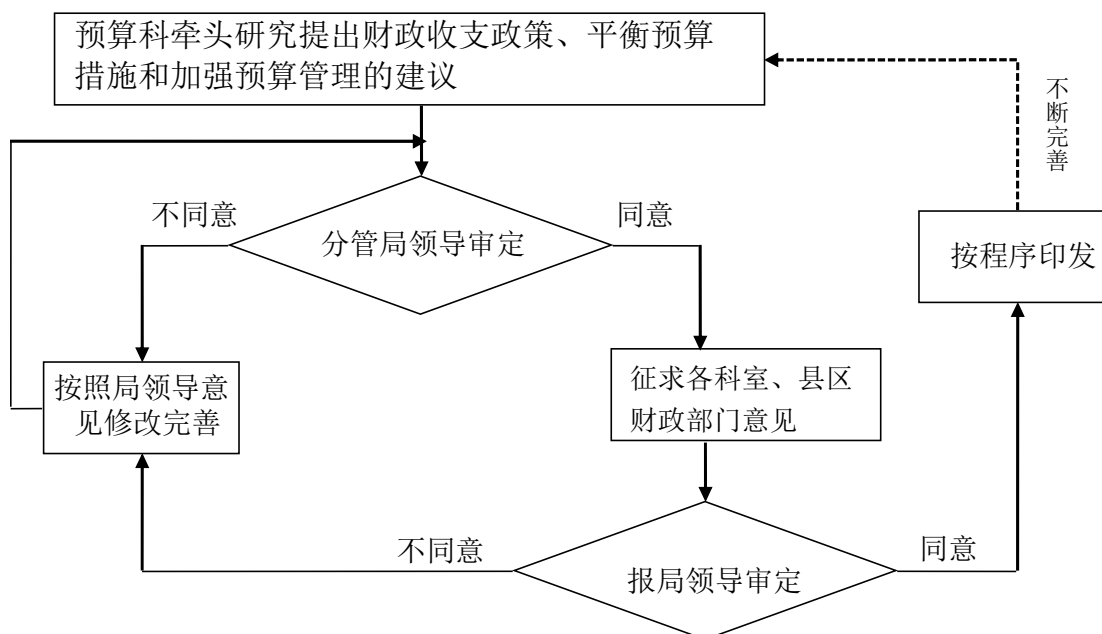 预算科牵头研究提出财政收支政策、平衡预算
措施和加强预算管理的建议
不断完善
不同意
同意
分管局领导审定
按程序印发
按照局领导意
见修改完善
征求各科室、县区
财政部门意见
不同意
同意
报局领导审定